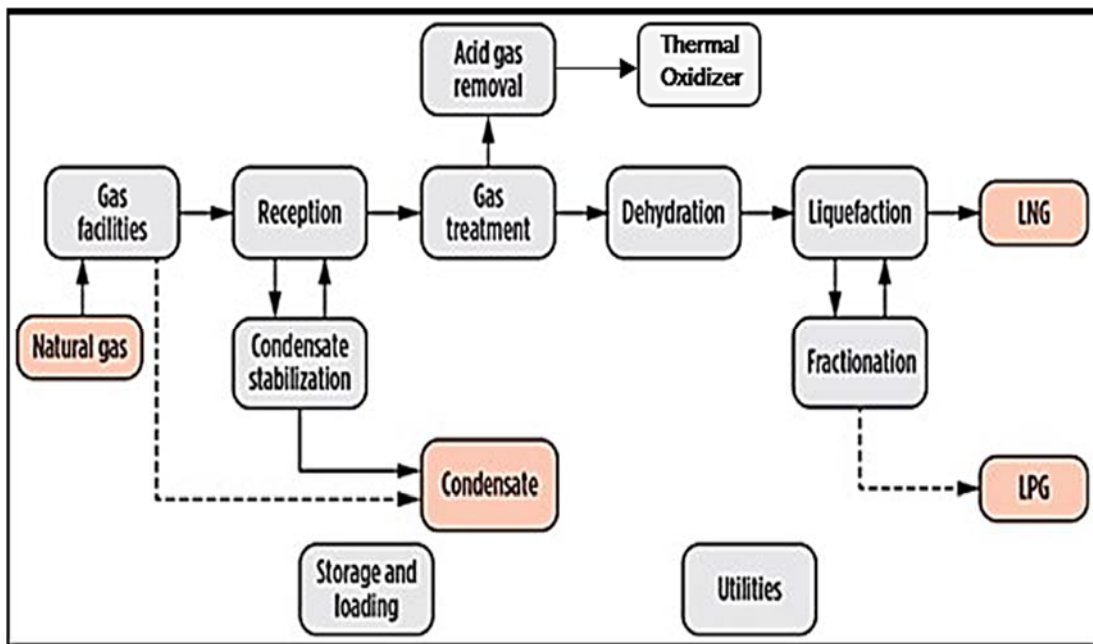 Acid gas
removal
Thermal
Oxidizer
Gas
facilities
Reception
Gas
treatment
Dehydration
Liquefaction
LNG
Natural gas
Condensate
stabilization
Fractionation
Condensate
LPG
Storage and
loading
Utilities